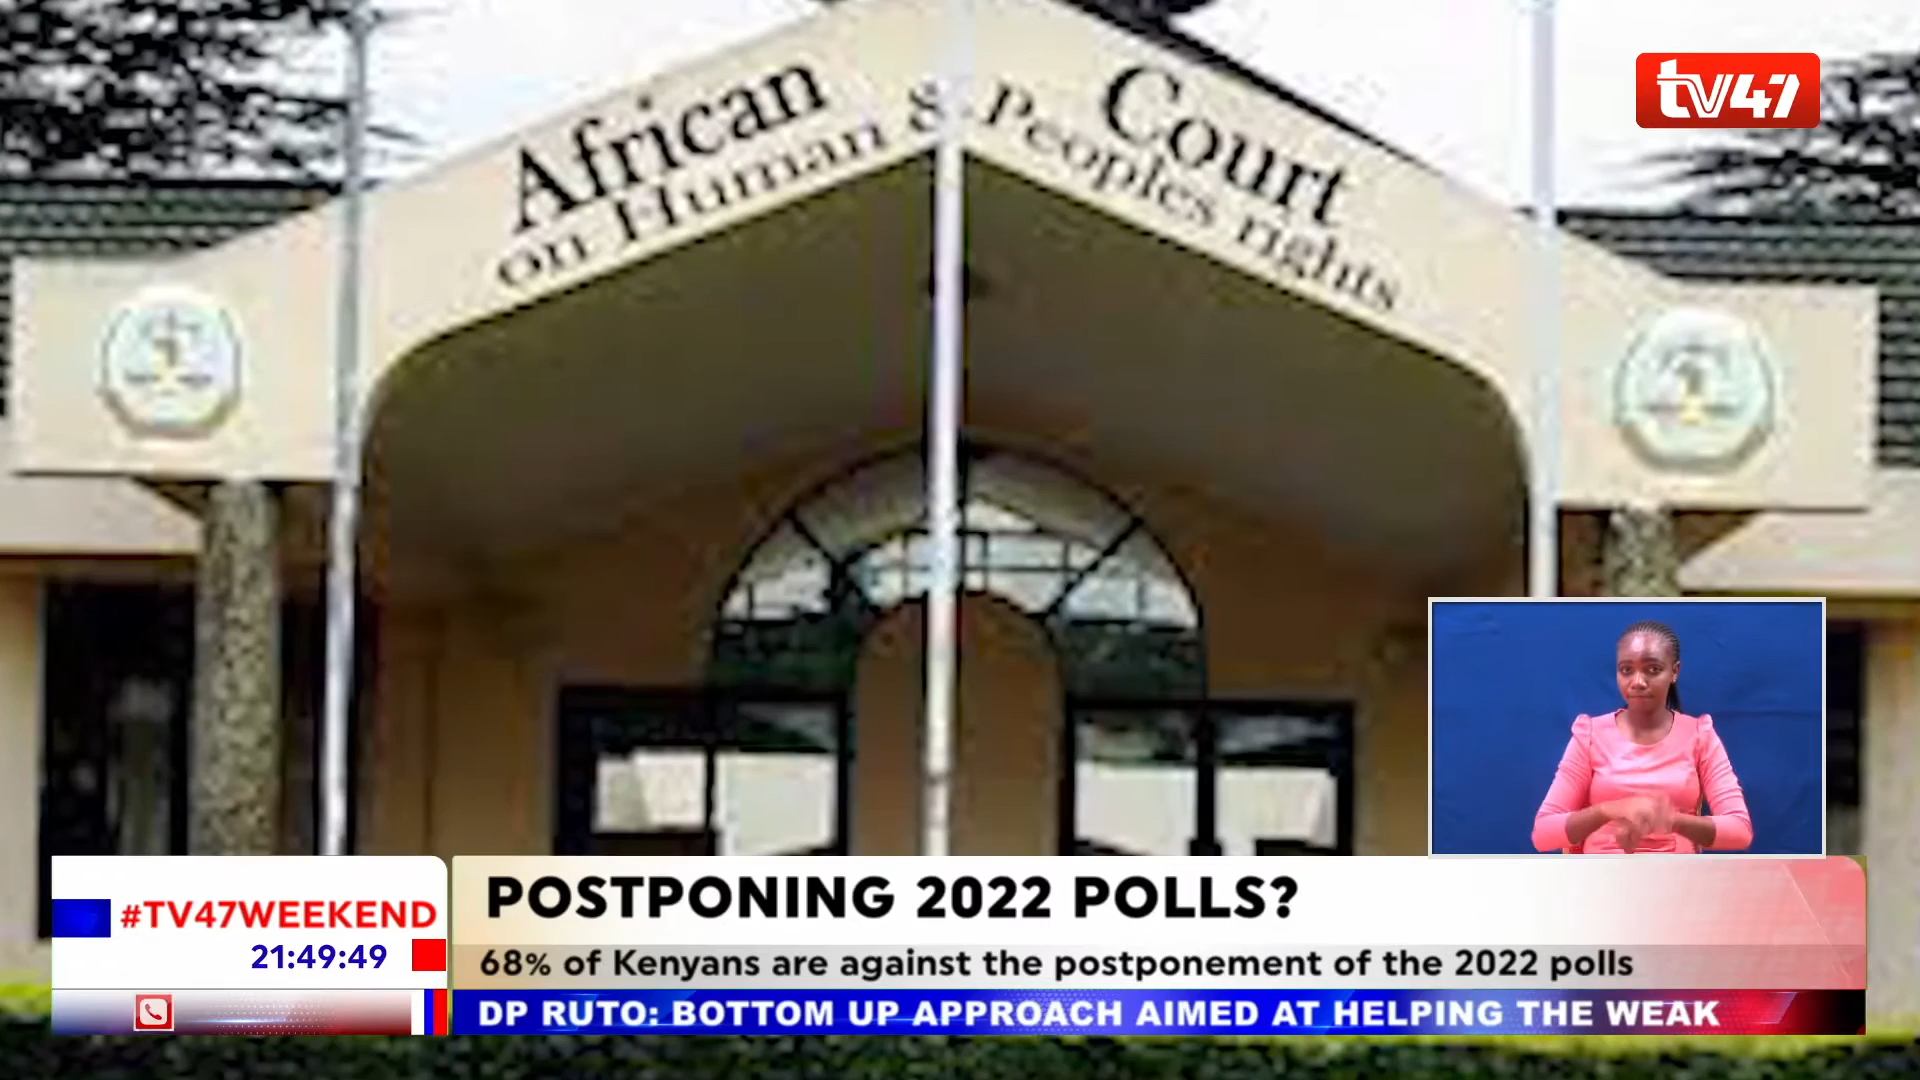 tv47
African Court
on Human & Peoples rights
#TV47WEEKEND
21:49:49
POSTPONING 2022 POLLS?
68% of Kenyans are against the postponement of the 2022 polls
DP RUTO: BOTTOM UP APPROACH AIMED AT HELPING THE WEAK